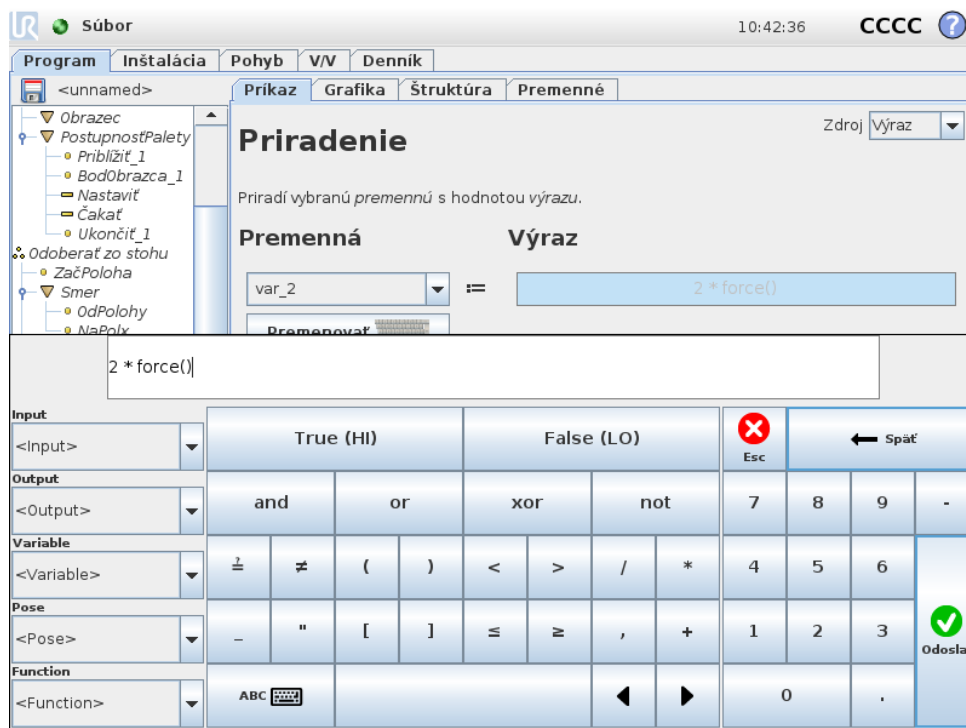 UR Súbor 10:42:36 CCCC ?
Program Inštalácia Pohyb V/V Denník
<unnamed> Príkaz Grafika Štruktúra Premenné
Obrazec
PostupnosťPalety
Priblížiť_1
BodObrazca_1
Nastaviť
Čakať
Ukončiť_1
Odoberať zo stohu
ZačPoloha
Smer
OdPolohy
NaPolx
Priradenie
Zdroj Výraz
Priradí vybranú premennú s hodnotou výrazu.
Premenná Výraz
var_2 := 2 * force()
Premenovať
2 * force()
Input
<Input>
Output
<Output>
Variable
<Variable>
Pose
<Pose>
Function
<Function>
True (HI) False (LO) Esc Späť
and or xor not 7 8 9 -
≟ ≠ ( ) < > / * 4 5 6
_ " [ ] ≤ ≥ , + 1 2 3 Odosla
ABC 0 .